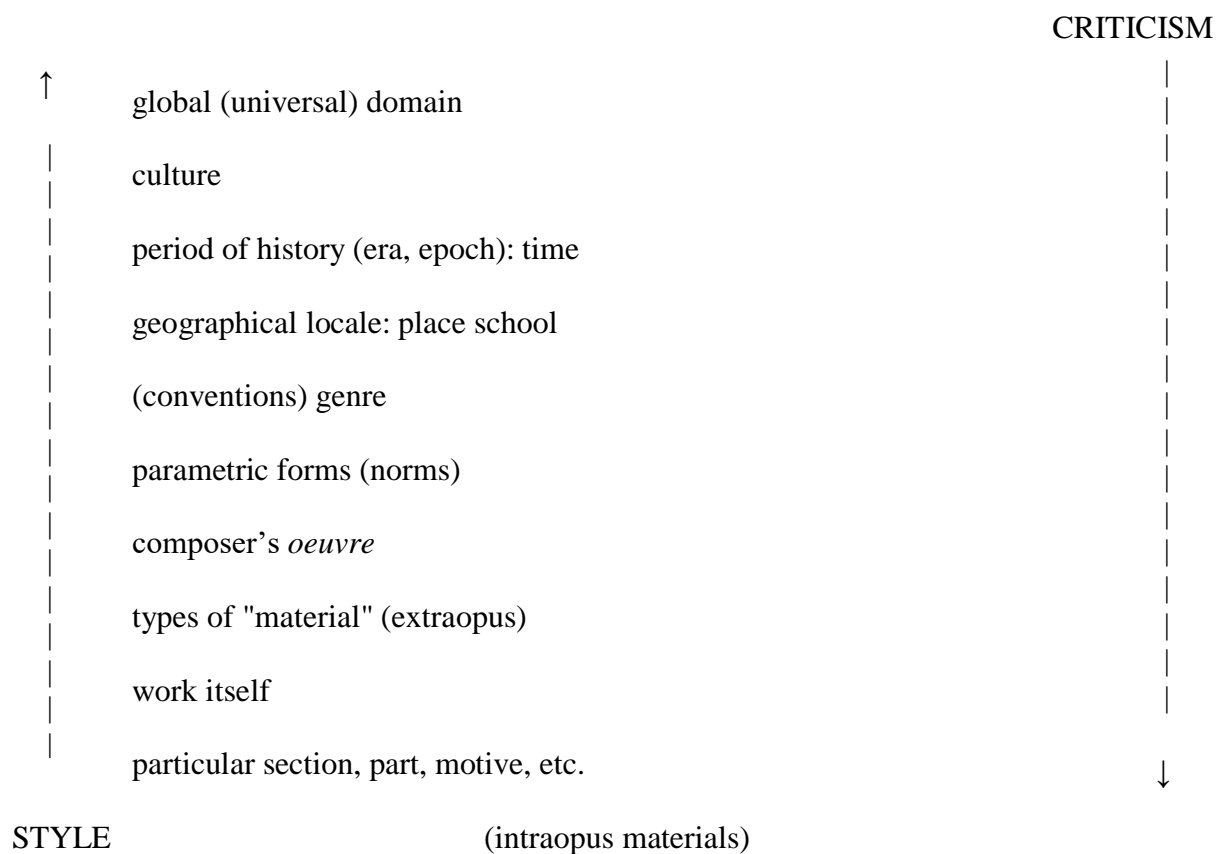 CRITICISM
↑
global (universal) domain
culture
period of history (era, epoch): time
geographical locale: place school
(conventions) genre
parametric forms (norms)
composer’s oeuvre
types of "material" (extraopus)
work itself
particular section, part, motive, etc.
↓
STYLE (intraopus materials)